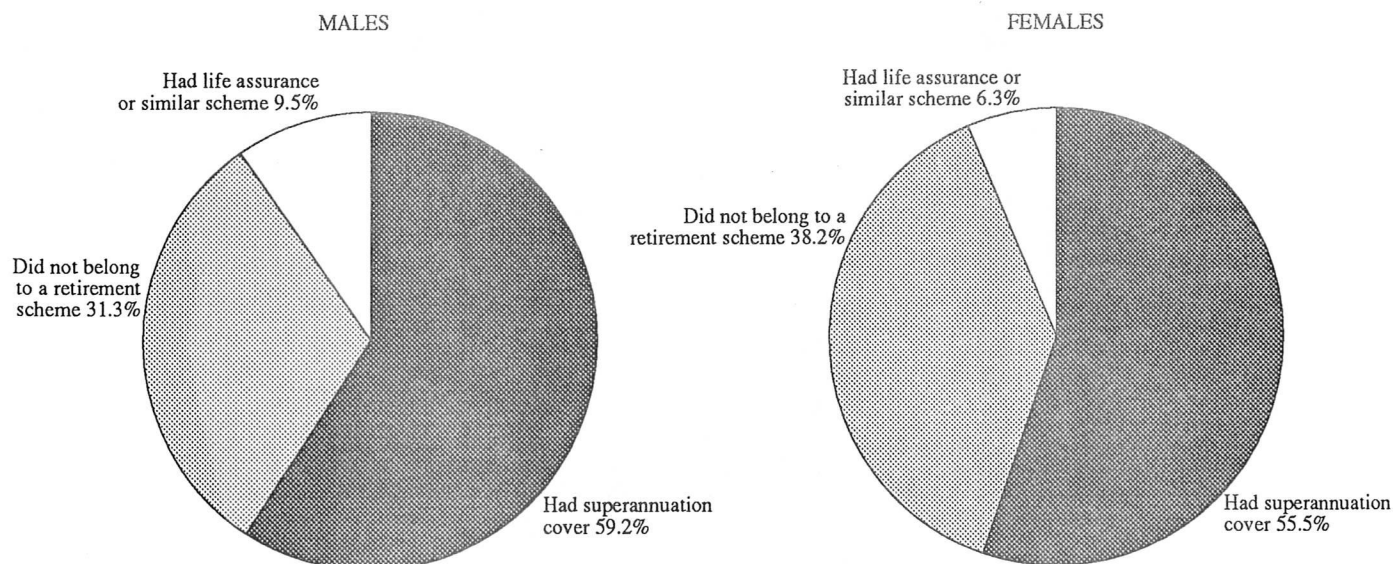 MALES
Had life assurance
or similar scheme 9.5%
Did not belong
to a retirement
scheme 31.3%
Had superannuation
cover 59.2%
FEMALES
Had life assurance or
similar scheme 6.3%
Did not belong to a
retirement scheme 38.2%
Had superannuation
cover 55.5%